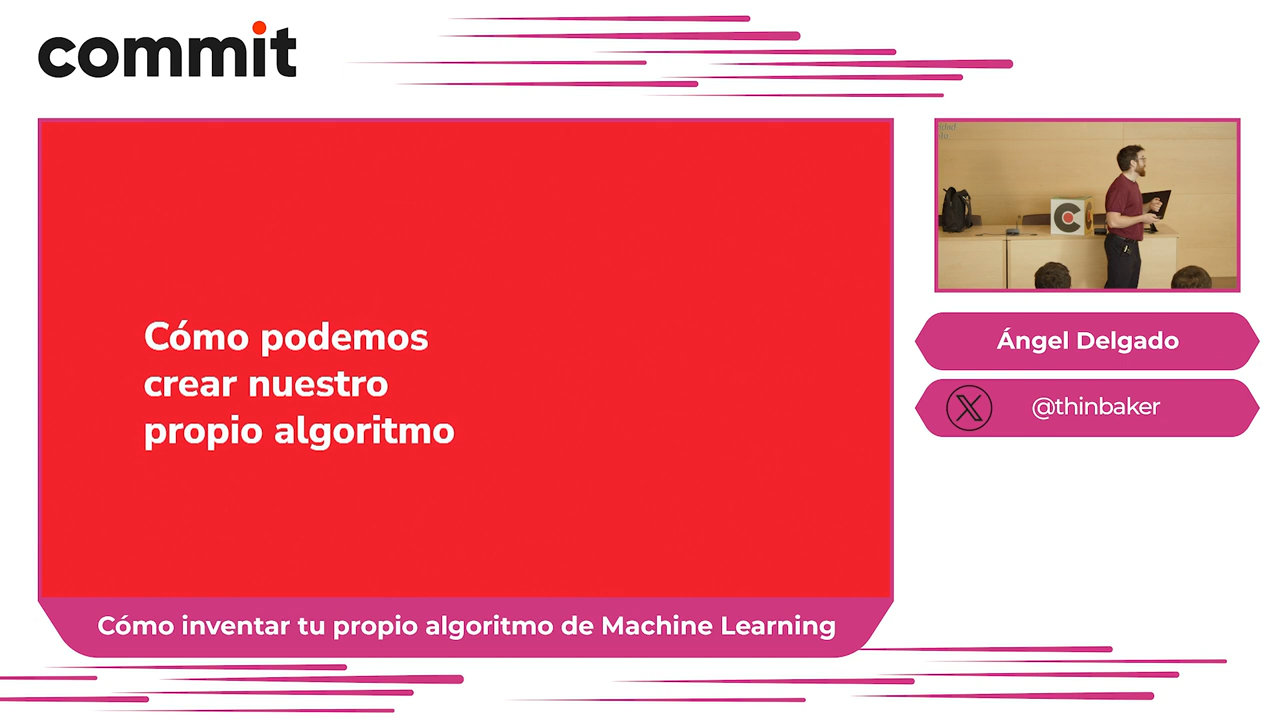 commit
Cómo podemos
crear nuestro
propio algoritmo
Cómo inventar tu propio algoritmo de Machine Learning
Ángel Delgado
@thinbaker